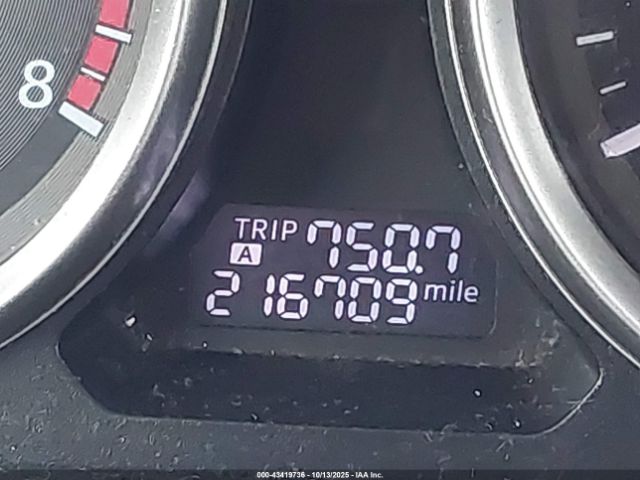 8
TRIP 750.7
A
216709 mile
000-43419736 - 10/13/2025 - IAA Inc.